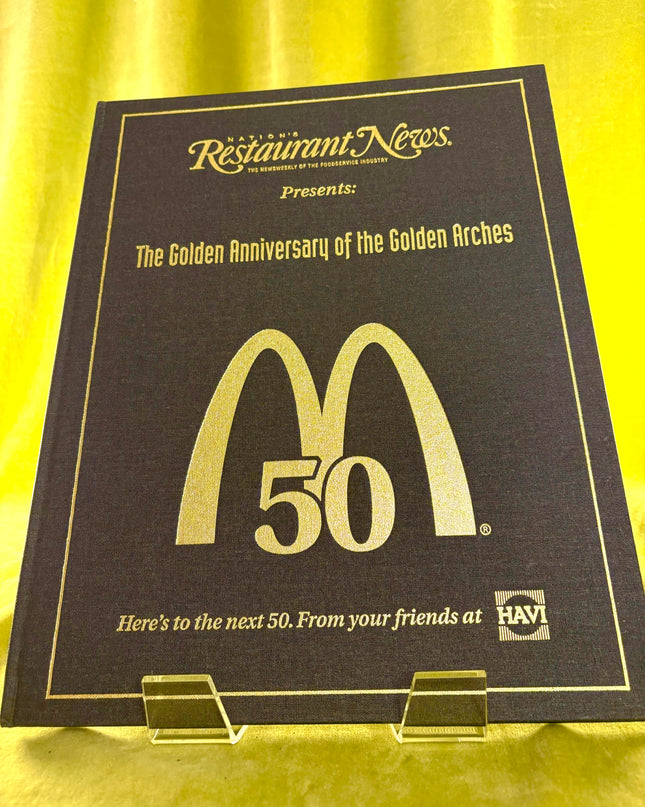 NATION'S
Restaurant News®
THE NEWSWEEKLY OF THE FOODSERVICE INDUSTRY
Presents:
The Golden Anniversary of the Golden Arches
50
®
Here's to the next 50. From your friends at HAVI